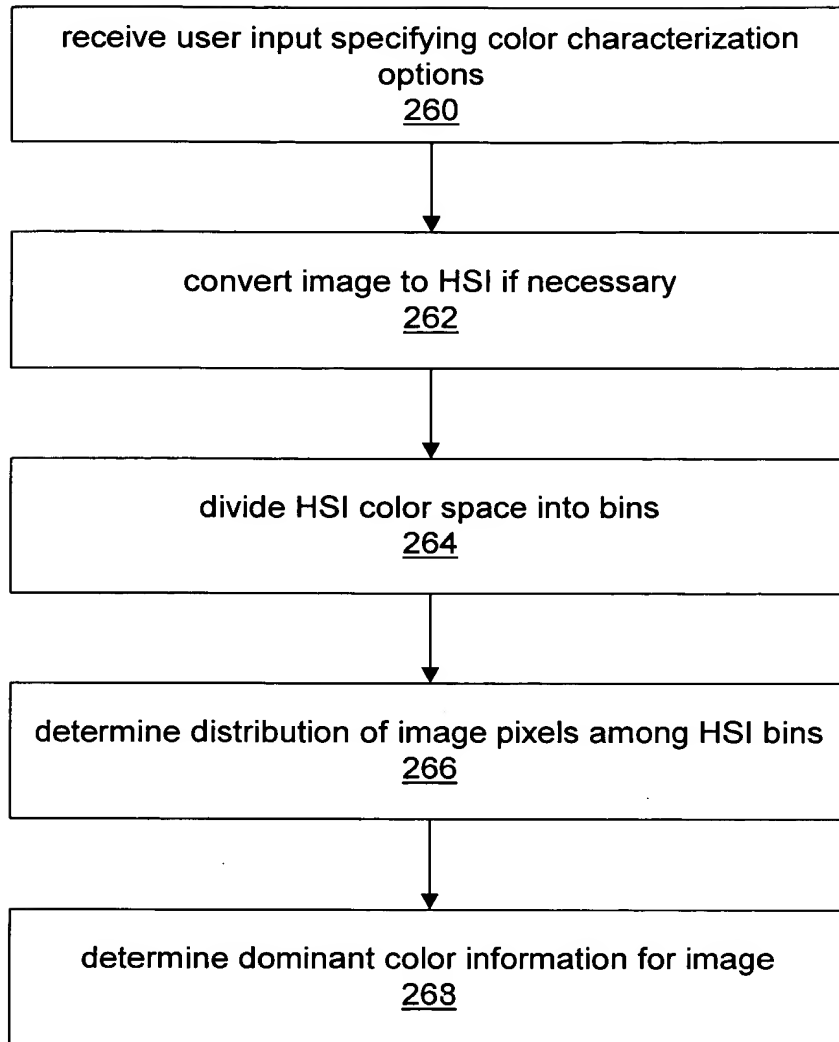 receive user input specifying color characterization
options
260
convert image to HSI if necessary
262
divide HSI color space into bins
264
determine distribution of image pixels among HSI bins
266
determine dominant color information for image
268